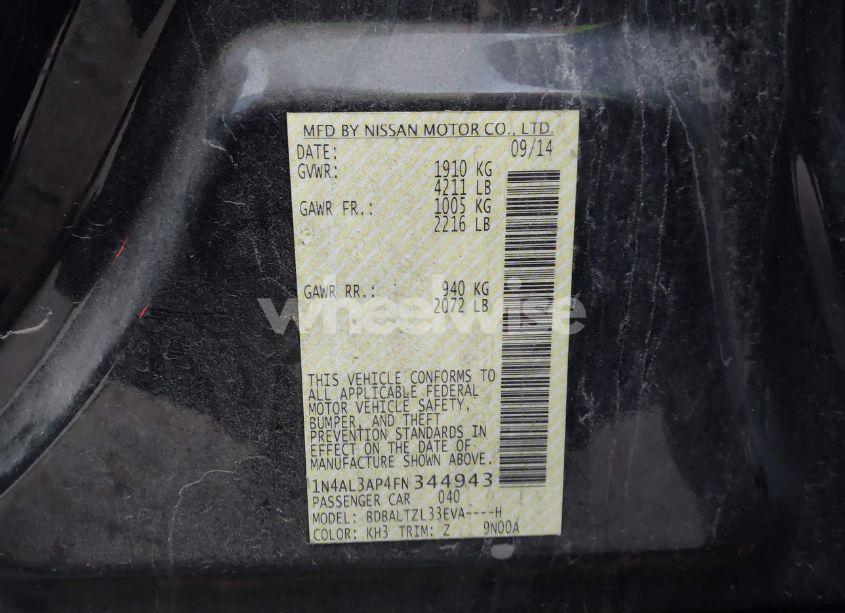 MFD BY NISSAN MOTOR CO., LTD.
DATE: 09/14
GVWR: 1910 KG
4211 LB
GAWR FR.: 1005 KG
2216 LB
GAWR RR.: 940 KG
2072 LB
wheelwise
THIS VEHICLE CONFORMS TO
ALL APPLICABLE FEDERAL
MOTOR VEHICLE SAFETY,
BUMPER, AND THEFT
PREVENTION STANDARDS IN
EFFECT ON THE DATE OF
MANUFACTURE SHOWN ABOVE.
1N4AL3AP4FN344943
PASSENGER CAR 040
MODEL: BDBALTZL33EVA----H
COLOR: KH3 TRIM: Z 9N00A